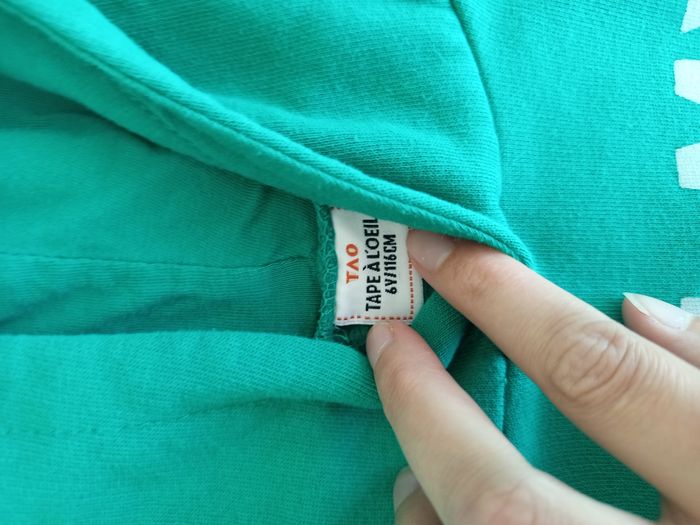 TAO
TAPE À L'OEIL
6Y/116CM